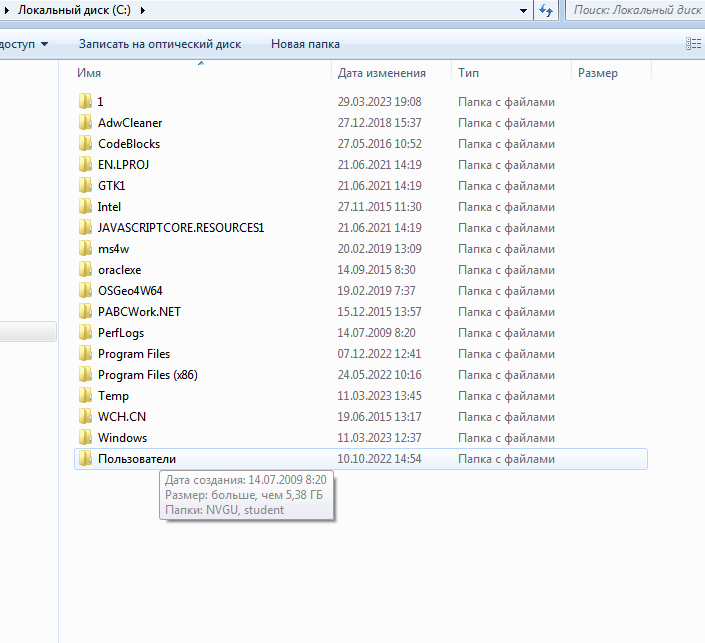 Локальный диск (C:)
Поиск: Локальный диск
доступ Записать на оптический диск Новая папка
Имя Дата изменения Тип Размер
1 29.03.2023 19:08 Папка с файлами
AdwCleaner 27.12.2018 15:37 Папка с файлами
CodeBlocks 27.05.2016 10:52 Папка с файлами
EN.LPROJ 21.06.2021 14:19 Папка с файлами
GTK1 21.06.2021 14:19 Папка с файлами
Intel 27.11.2015 11:30 Папка с файлами
JAVASCRIPTCORE.RESOURCES1 21.06.2021 14:19 Папка с файлами
ms4w 20.02.2019 13:09 Папка с файлами
oraclexe 14.09.2015 8:30 Папка с файлами
OSGeo4W64 19.02.2019 7:37 Папка с файлами
PABCWork.NET 15.12.2015 13:57 Папка с файлами
PerfLogs 14.07.2009 8:20 Папка с файлами
Program Files 07.12.2022 12:41 Папка с файлами
Program Files (x86) 24.05.2022 10:16 Папка с файлами
Temp 11.03.2023 13:45 Папка с файлами
WCH.CN 19.06.2015 13:17 Папка с файлами
Windows 11.03.2023 12:37 Папка с файлами
Пользователи 10.10.2022 14:54 Папка с файлами
Дата создания: 14.07.2009 8:20
Размер: больше, чем 5,38 ГБ
Папки: NVGU, student